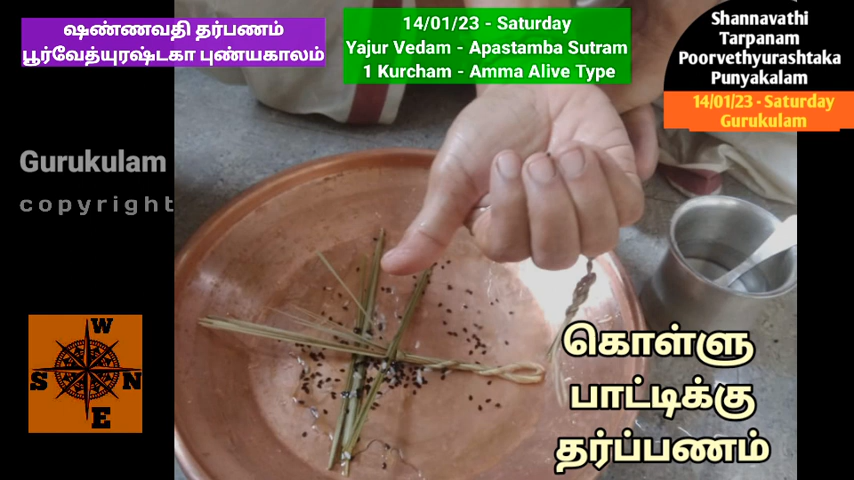 ஷண்ணவதி தர்பணம்
பூர்வேத்யுரஷ்டகா புண்யகாலம்
14/01/23 - Saturday
Yajur Vedam - Apastamba Sutram
1 Kurcham - Amma Alive Type
Shannavathi
Tarpanam
Poorvethyurashtaka
Punyakalam
14/01/23 - Saturday
Gurukulam
Gurukulam
copyright
W
S N
E
கொள்ளு
பாட்டிக்கு
தர்ப்பணம்